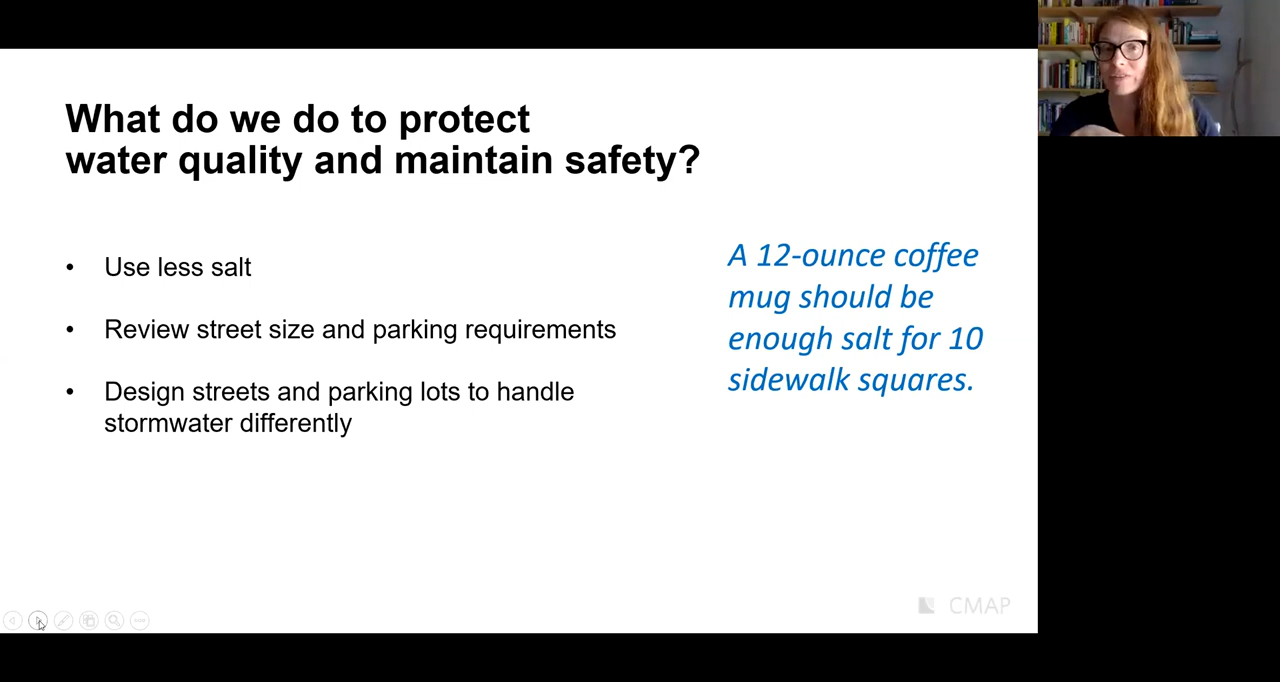 What do we do to protect
water quality and maintain safety?
• Use less salt
• Review street size and parking requirements
• Design streets and parking lots to handle
stormwater differently
A 12-ounce coffee
mug should be
enough salt for 10
sidewalk squares.
CMAP